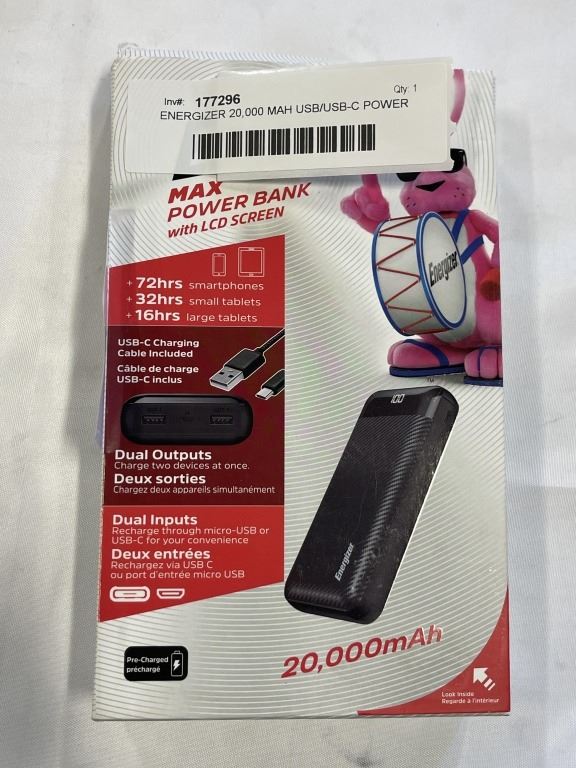 Inv#: 177296 Qty: 1
ENERGIZER 20,000 MAH USB/USB-C POWER
MAX
POWER BANK
with LCD SCREEN
Energizer
+ 72hrs smartphones
+ 32hrs small tablets
+ 16hrs large tablets
USB-C Charging
Cable Included
Câble de charge
USB-C inclus
100
Dual Outputs
Charge two devices at once.
Deux sorties
Chargez deux appareils simultanément
Dual Inputs
Recharge through micro-USB or
USB-C for your convenience
Deux entrées
Rechargez via USB C
ou port d'entrée micro USB
Energizer
20,000mAh
Pre-Charged
préchargé
Look Inside
Regarde à l'intérieur